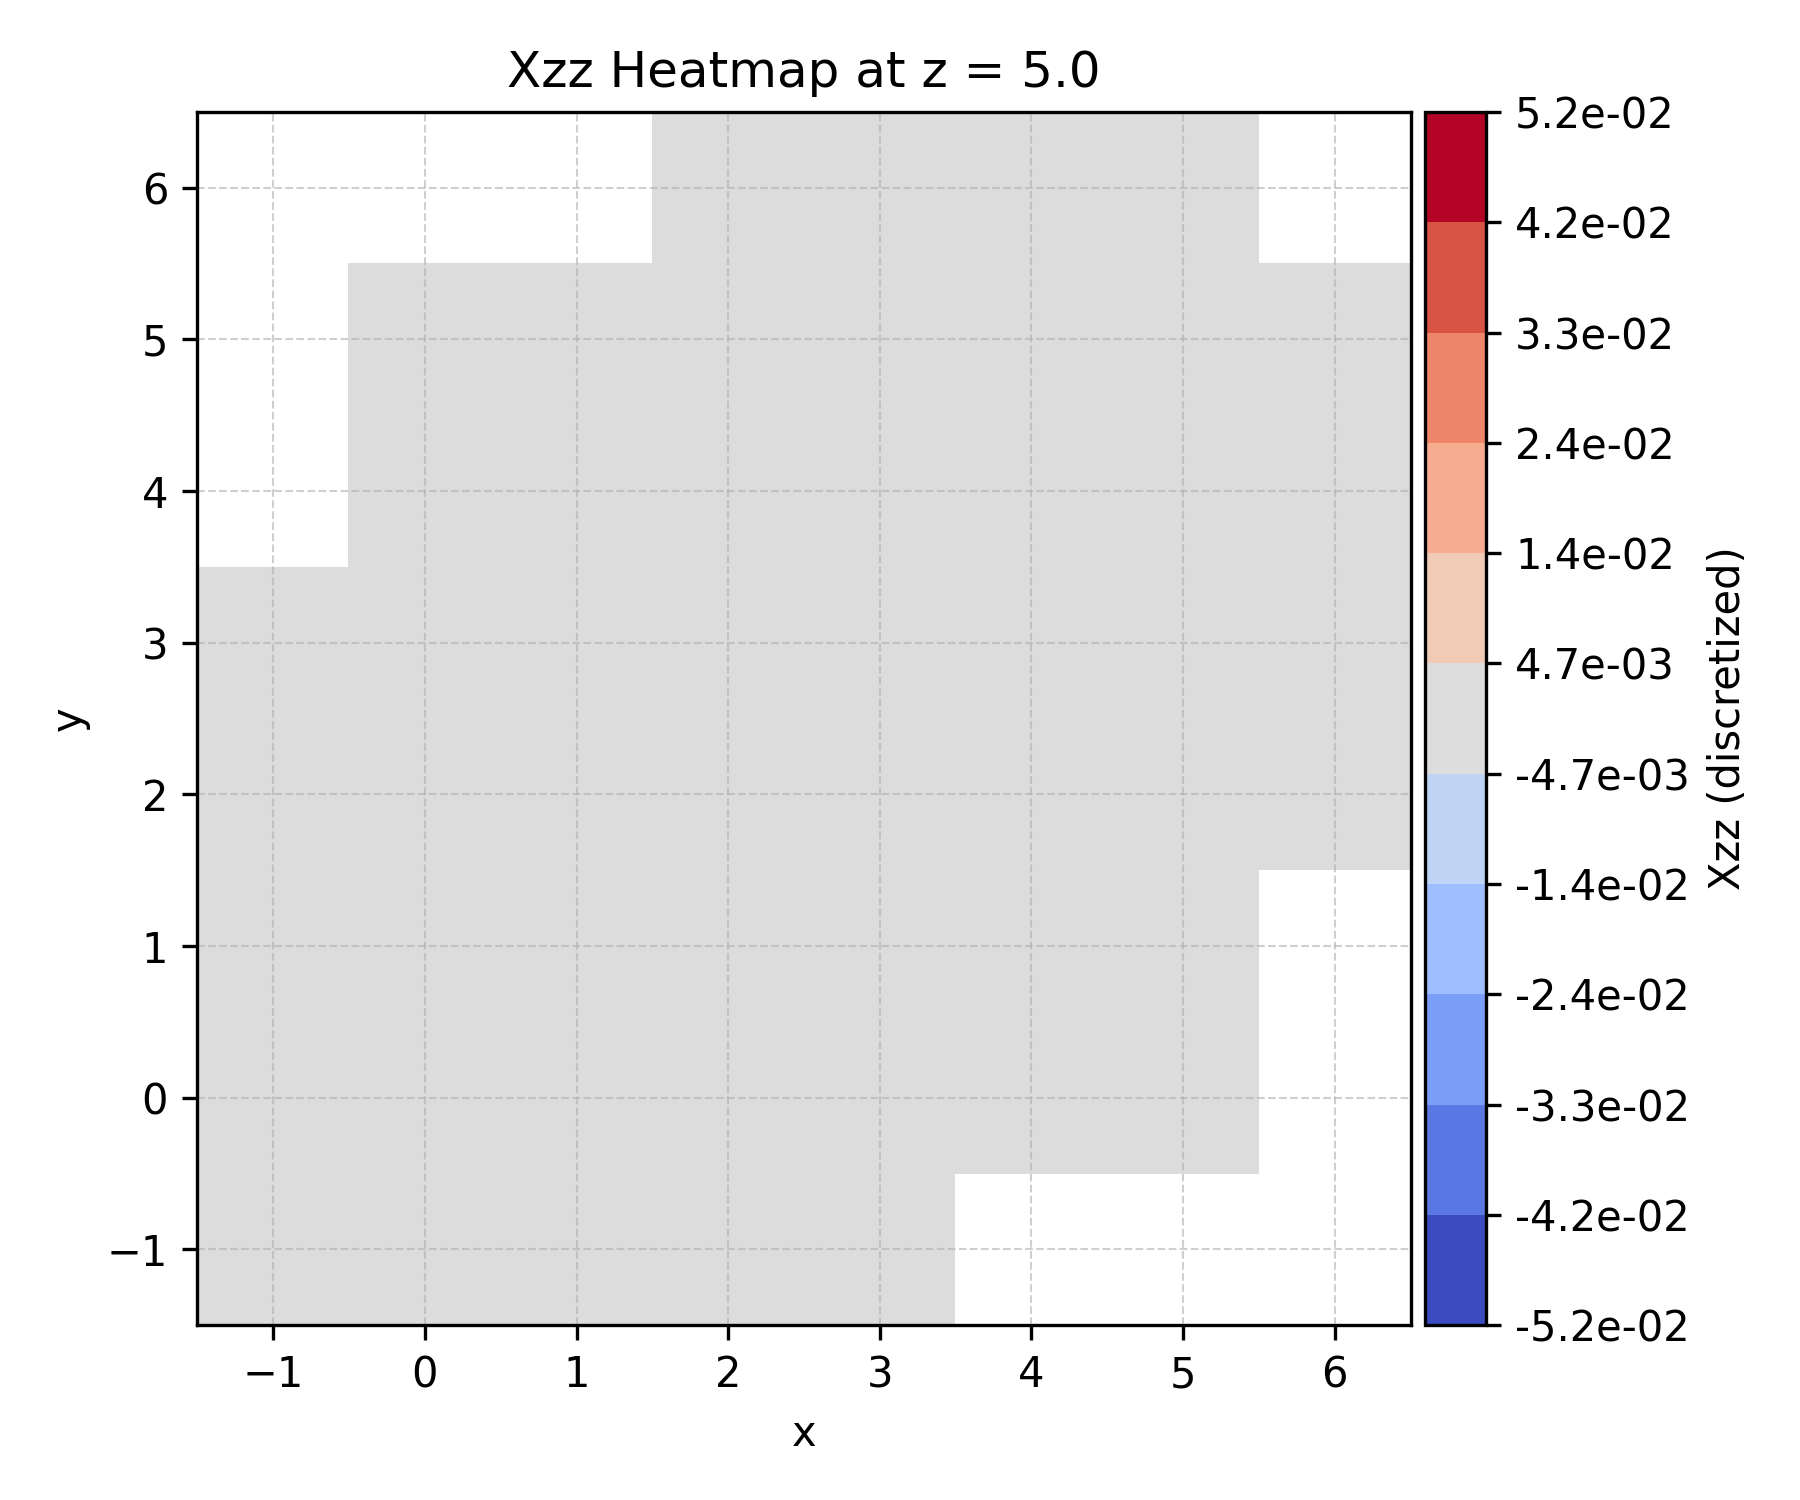 Xzz Heatmap at z = 5.0
6
5
4
3
2
1
0
−1
y
−1 0 1 2 3 4 5 6
x
5.2e-02
4.2e-02
3.3e-02
2.4e-02
1.4e-02
4.7e-03
-4.7e-03
-1.4e-02
-2.4e-02
-3.3e-02
-4.2e-02
-5.2e-02
Xzz (discretized)